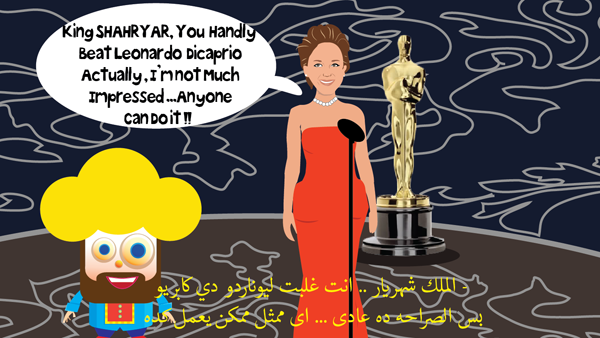 King SHAHRYAR, You Handly
Beat Leonardo Dicaprio
Actually, I'm not Much
Impressed ...Anyone
can Do it !!
- الملك شهريار .. انت غلبت ليوناردو دي كابريو
بس الصراحه ده عادى ... اى ممثل ممكن يعمل كده